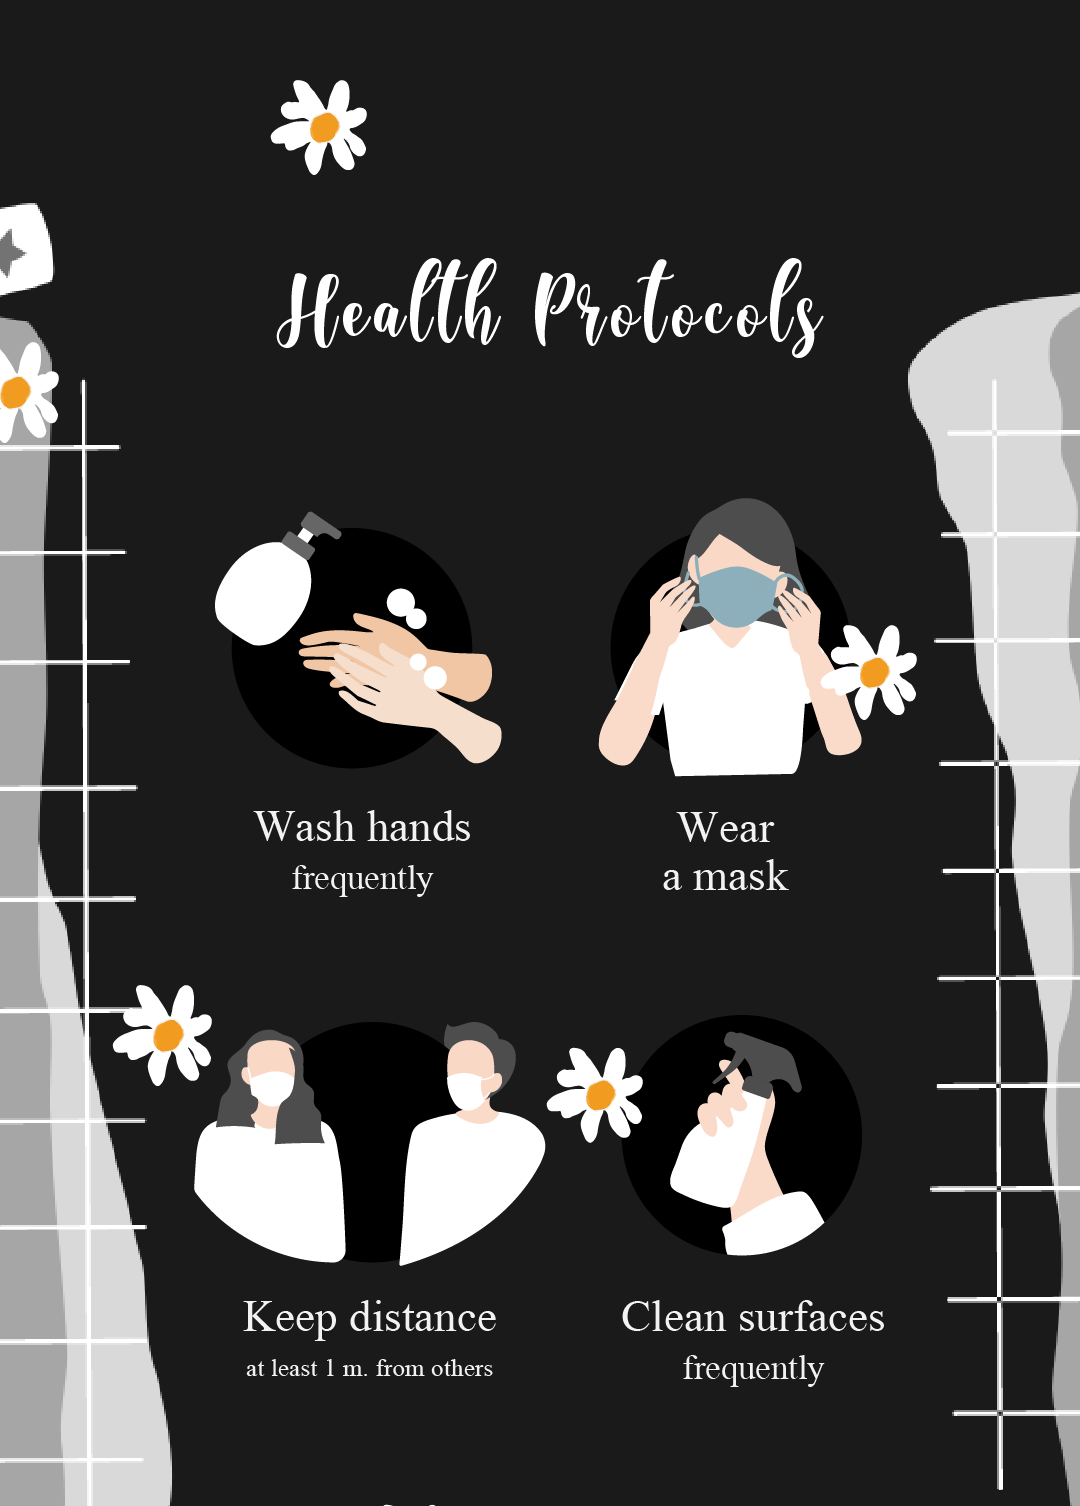 Health Protocols
Wash hands
frequently
Wear
a mask
Keep distance
at least 1 m. from others
Clean surfaces
frequently